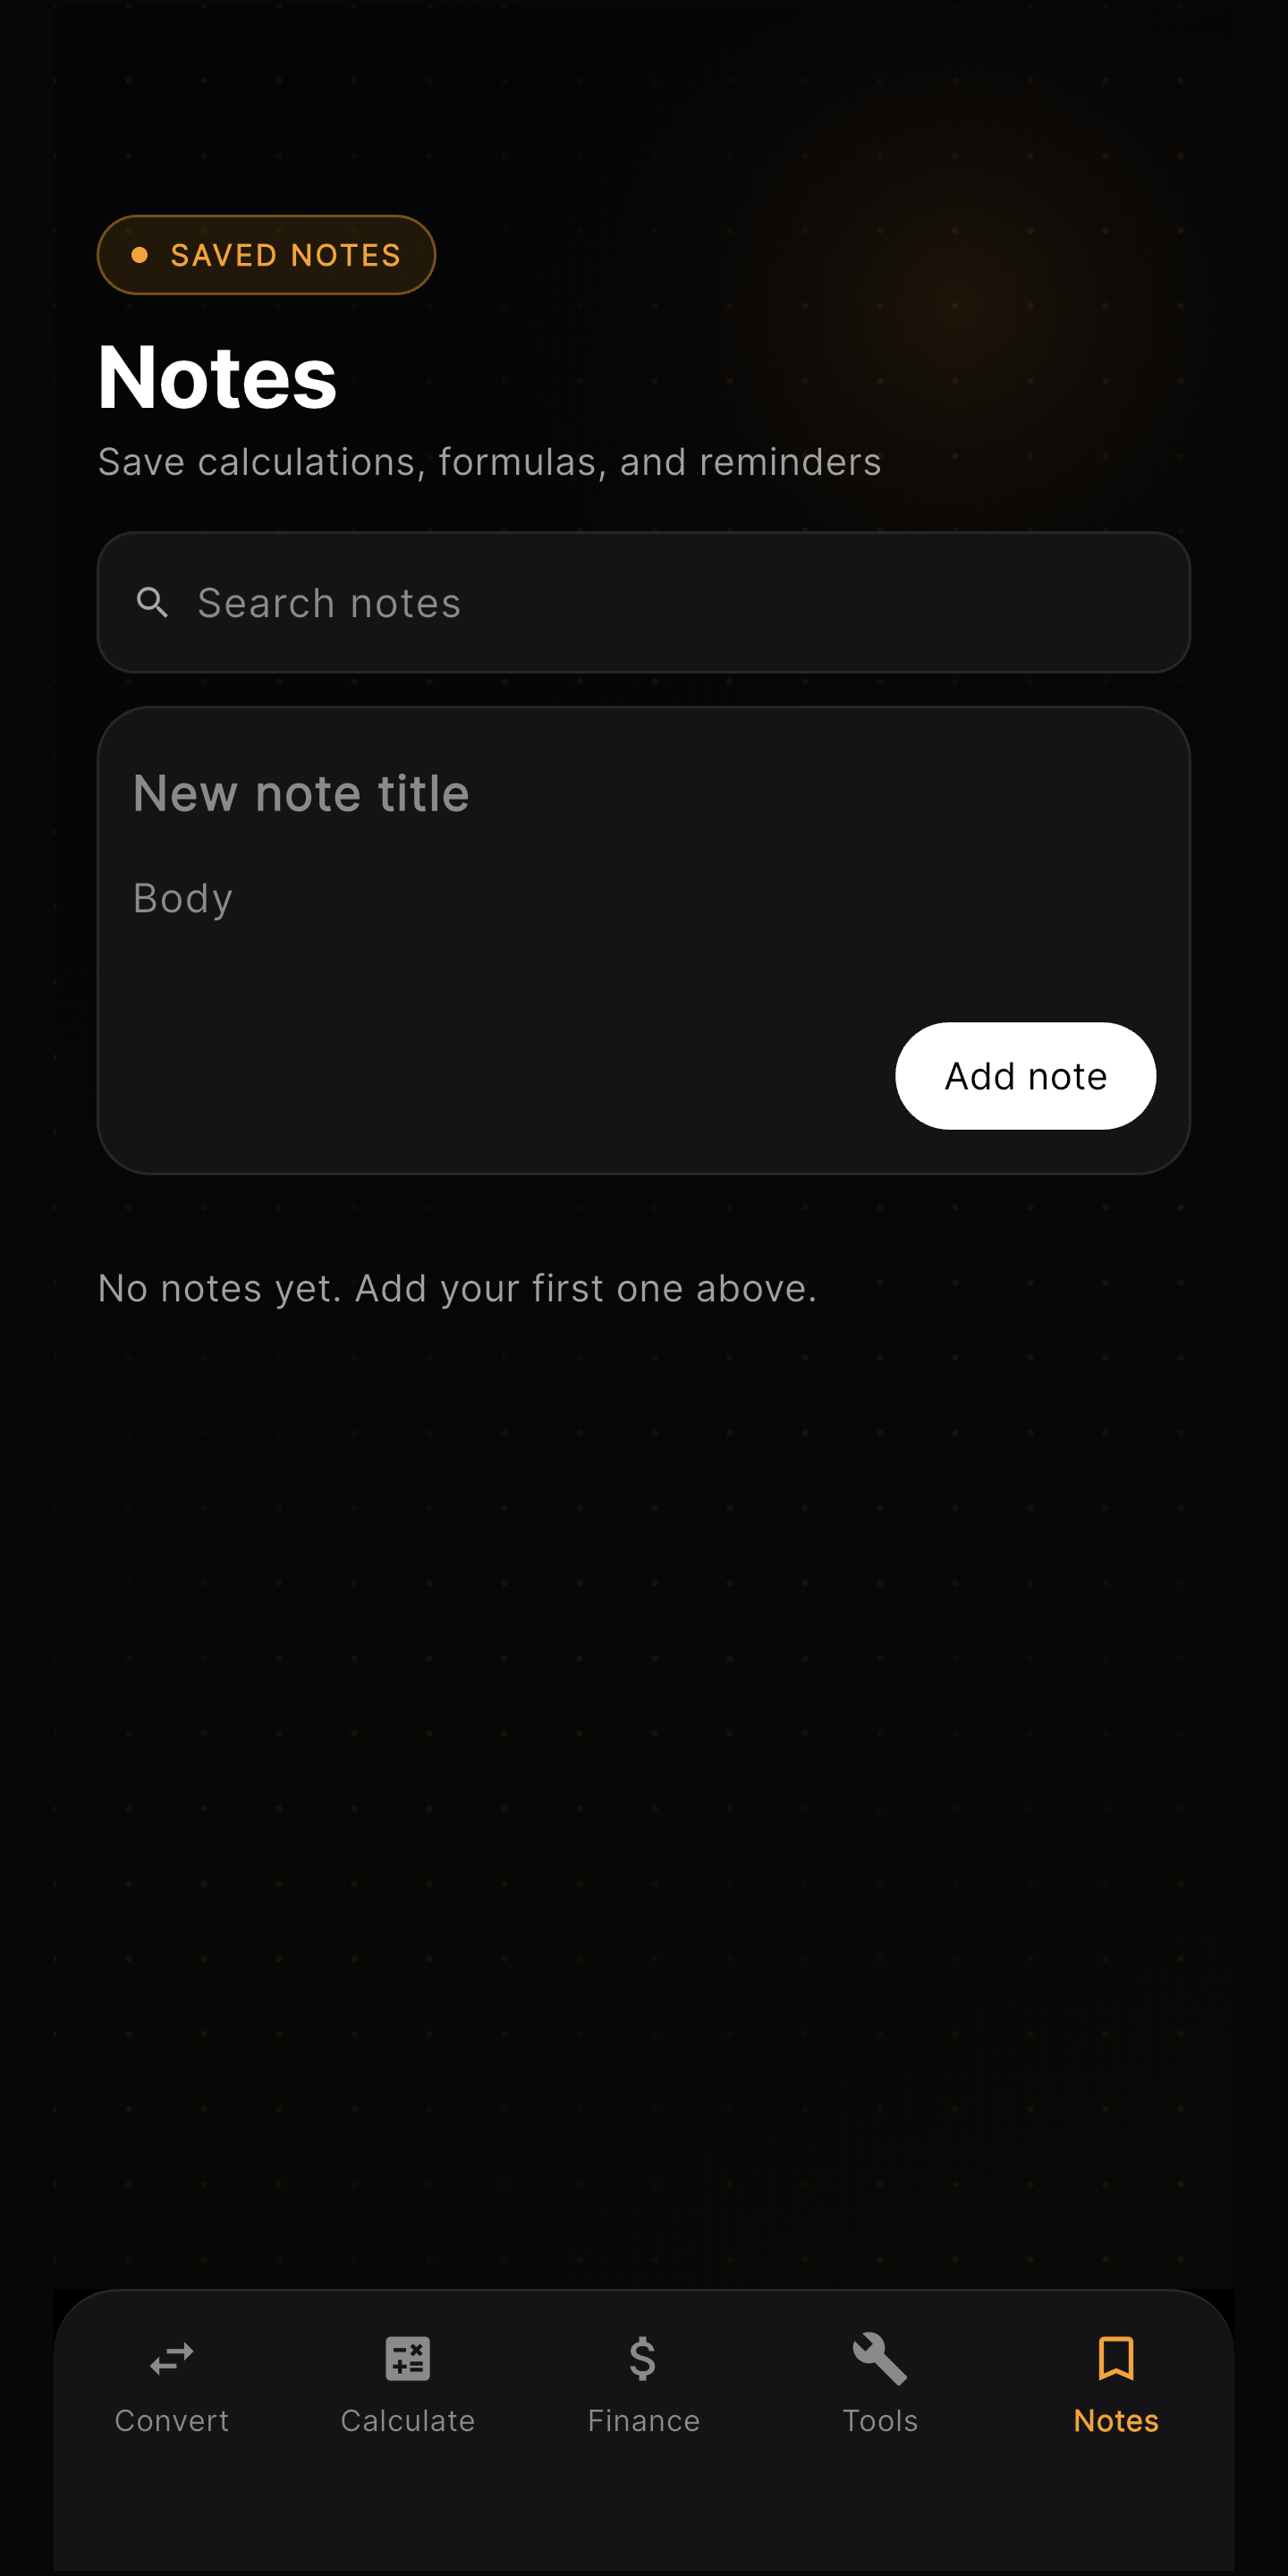 SAVED NOTES
Notes
Save calculations, formulas, and reminders
Search notes
New note title
Body
Add note
No notes yet. Add your first one above.
Convert
Calculate
Finance
Tools
Notes